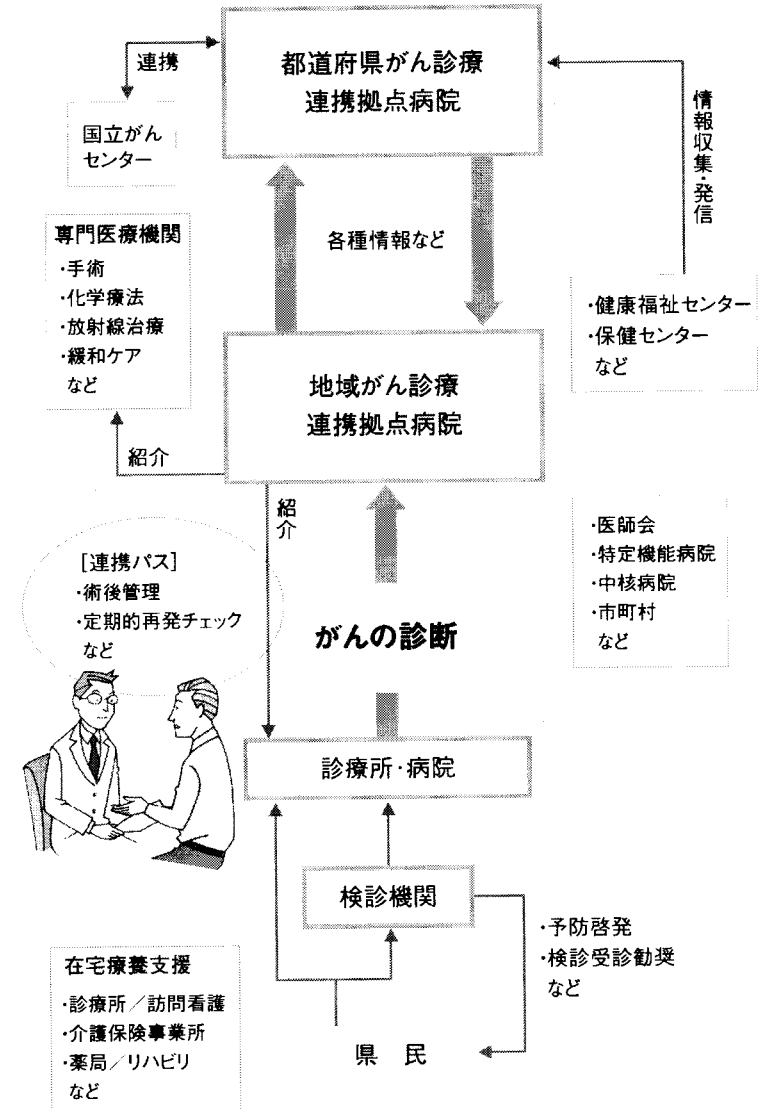 都道府県がん診療
連携拠点病院
連携
国立がん
センター
情報収集・発信
専門医療機関
・手術
・化学療法
・放射線治療
・緩和ケア
など
各種情報など
・健康福祉センター
・保健センター
など
地域がん診療
連携拠点病院
紹介
紹介
[連携パス]
・術後管理
・定期的再発チェック
など
・医師会
・特定機能病院
・中核病院
・市町村
など
がんの診断
診療所・病院
検診機関
・予防啓発
・検診受診勧奨
など
在宅療養支援
・診療所／訪問看護
・介護保険事業所
・薬局／リハビリ
など
県 民